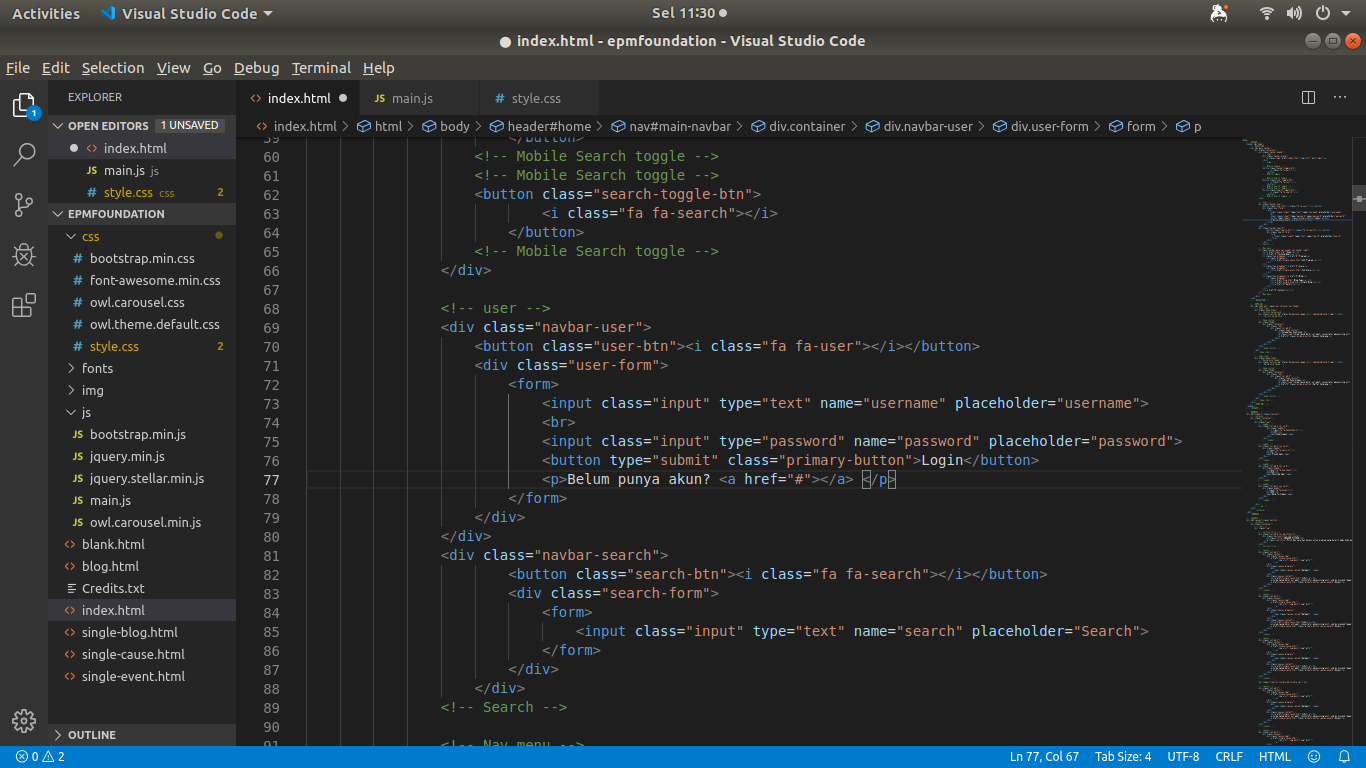 Activities Visual Studio Code Sel 11:30
index.html - epmfoundation - Visual Studio Code
File Edit Selection View Go Debug Terminal Help
EXPLORER
1
OPEN EDITORS 1 UNSAVED
index.html
main.js js
style.css css 2
EPMFOUNDATION
css
bootstrap.min.css
font-awesome.min.css
owl.carousel.css
owl.theme.default.css
style.css 2
fonts
img
js
bootstrap.min.js
jquery.min.js
jquery.stellar.min.js
main.js
owl.carousel.min.js
blank.html
blog.html
Credits.txt
index.html
single-blog.html
single-cause.html
single-event.html
OUTLINE
index.html main.js style.css
index.html > html > body > header#home > nav#main-navbar > div.container > div.navbar-user > div.user-form > form > p
59 </button>
60 <!-- Mobile Search toggle -->
61 <!-- Mobile Search toggle -->
62 <button class="search-toggle-btn">
63 <i class="fa fa-search"></i>
64 </button>
65 <!-- Mobile Search toggle -->
66 </div>
67
68 <!-- user -->
69 <div class="navbar-user">
70 <button class="user-btn"><i class="fa fa-user"></i></button>
71 <div class="user-form">
72 <form>
73 <input class="input" type="text" name="username" placeholder="username">
74 <br>
75 <input class="input" type="password" name="password" placeholder="password">
76 <button type="submit" class="primary-button">Login</button>
77 <p>Belum punya akun? <a href="#"></a> </p>
78 </form>
79 </div>
80 </div>
81 <div class="navbar-search">
82 <button class="search-btn"><i class="fa fa-search"></i></button>
83 <div class="search-form">
84 <form>
85 <input class="input" type="text" name="search" placeholder="Search">
86 </form>
87 </div>
88 </div>
89 <!-- Search -->
90
91 <!-- Nav menu -->
0 2 Ln 77, Col 67 Tab Size: 4 UTF-8 CRLF HTML